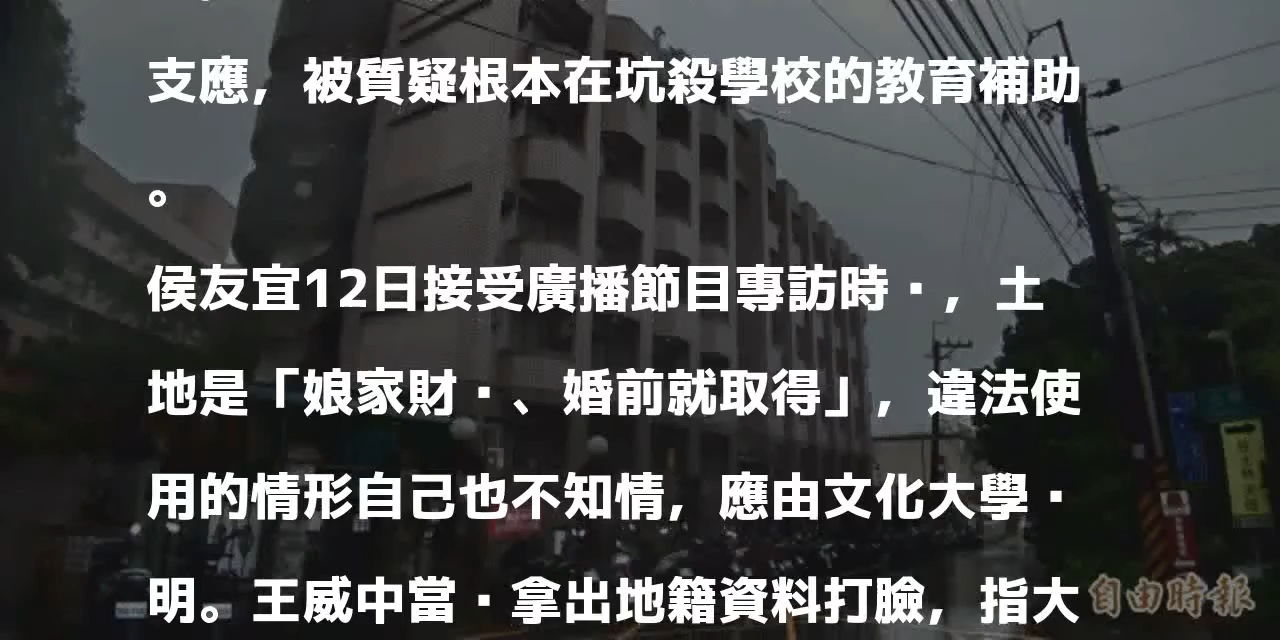 支應，被質疑根本在坑殺學校的教育補助
。
侯友宜12日接受廣播節目專訪時·，土
地是「娘家財·、婚前就取得」，違法使
用的情形自己也不知情，應由文化大學·
明。王威中當·拿出地籍資料打臉，指大
自由時報